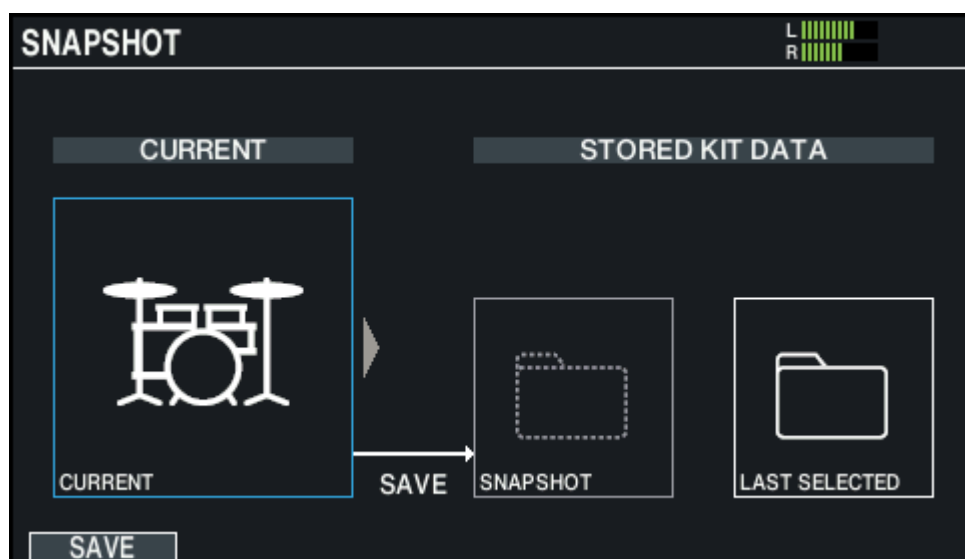 SNAPSHOT
L
R
CURRENT
STORED KIT DATA
CURRENT
SAVE
SNAPSHOT
LAST SELECTED
SAVE